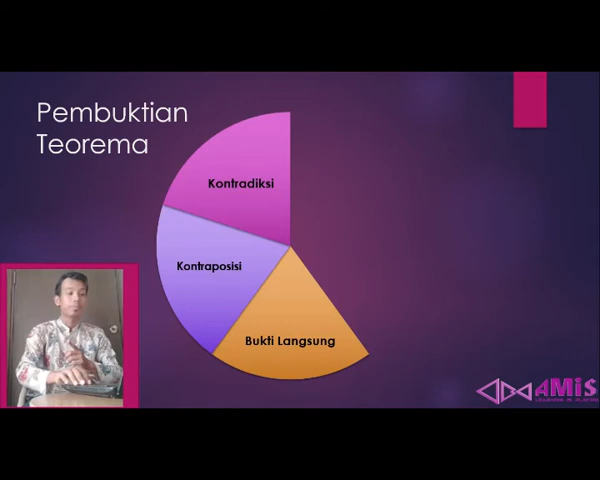 Pembuktian
Teorema
Kontradiksi
Kontraposisi
Bukti Langsung
AMiS